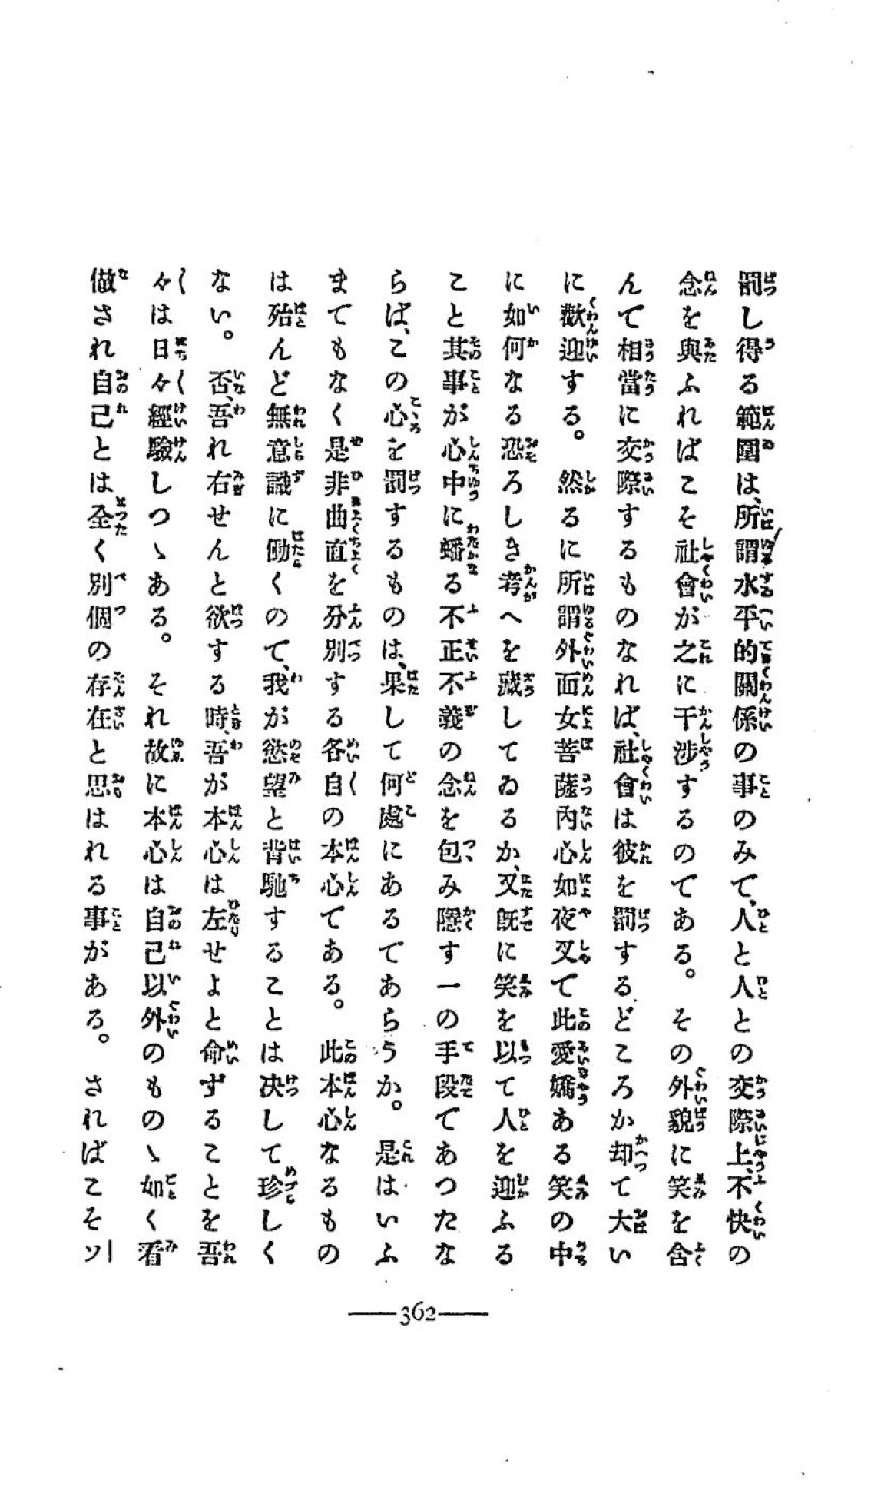 罰し得る範圍は、所謂水平的關係の事のみて、人と人との交際上、不快の
念を與ふればこそ社會が之に干渉するのである。その外貌に笑を含
んて相當に交際するものなれば、社會は彼を罰するどころか却て大い
に歡迎する。然るに所謂外面女菩薩内心如夜叉て此愛嬌ある笑の中
に如何なる恐ろしき考へを藏してゐるか、又既に笑を以て人を迎ふる
こと其事が心中に蟠る不正不義の念を包み隱す一の手段であつたな
らば、この心を罰するものは、果して何處にあるであらうか。是はいふ
まてもなく是非曲直を分別する各自の本心である。此本心なるもの
は殆んど無意識に働くのて、我が慾望と背馳することは决して珍しく
ない。否、吾れ右せんと欲する時、吾が本心は左せよと命ずることを吾
々は日々經驗しつゝある。それ故に本心は自己以外のものゝ如く看
做され自己とは全く別個の存在と思はれる事がある。さればこそソー
362